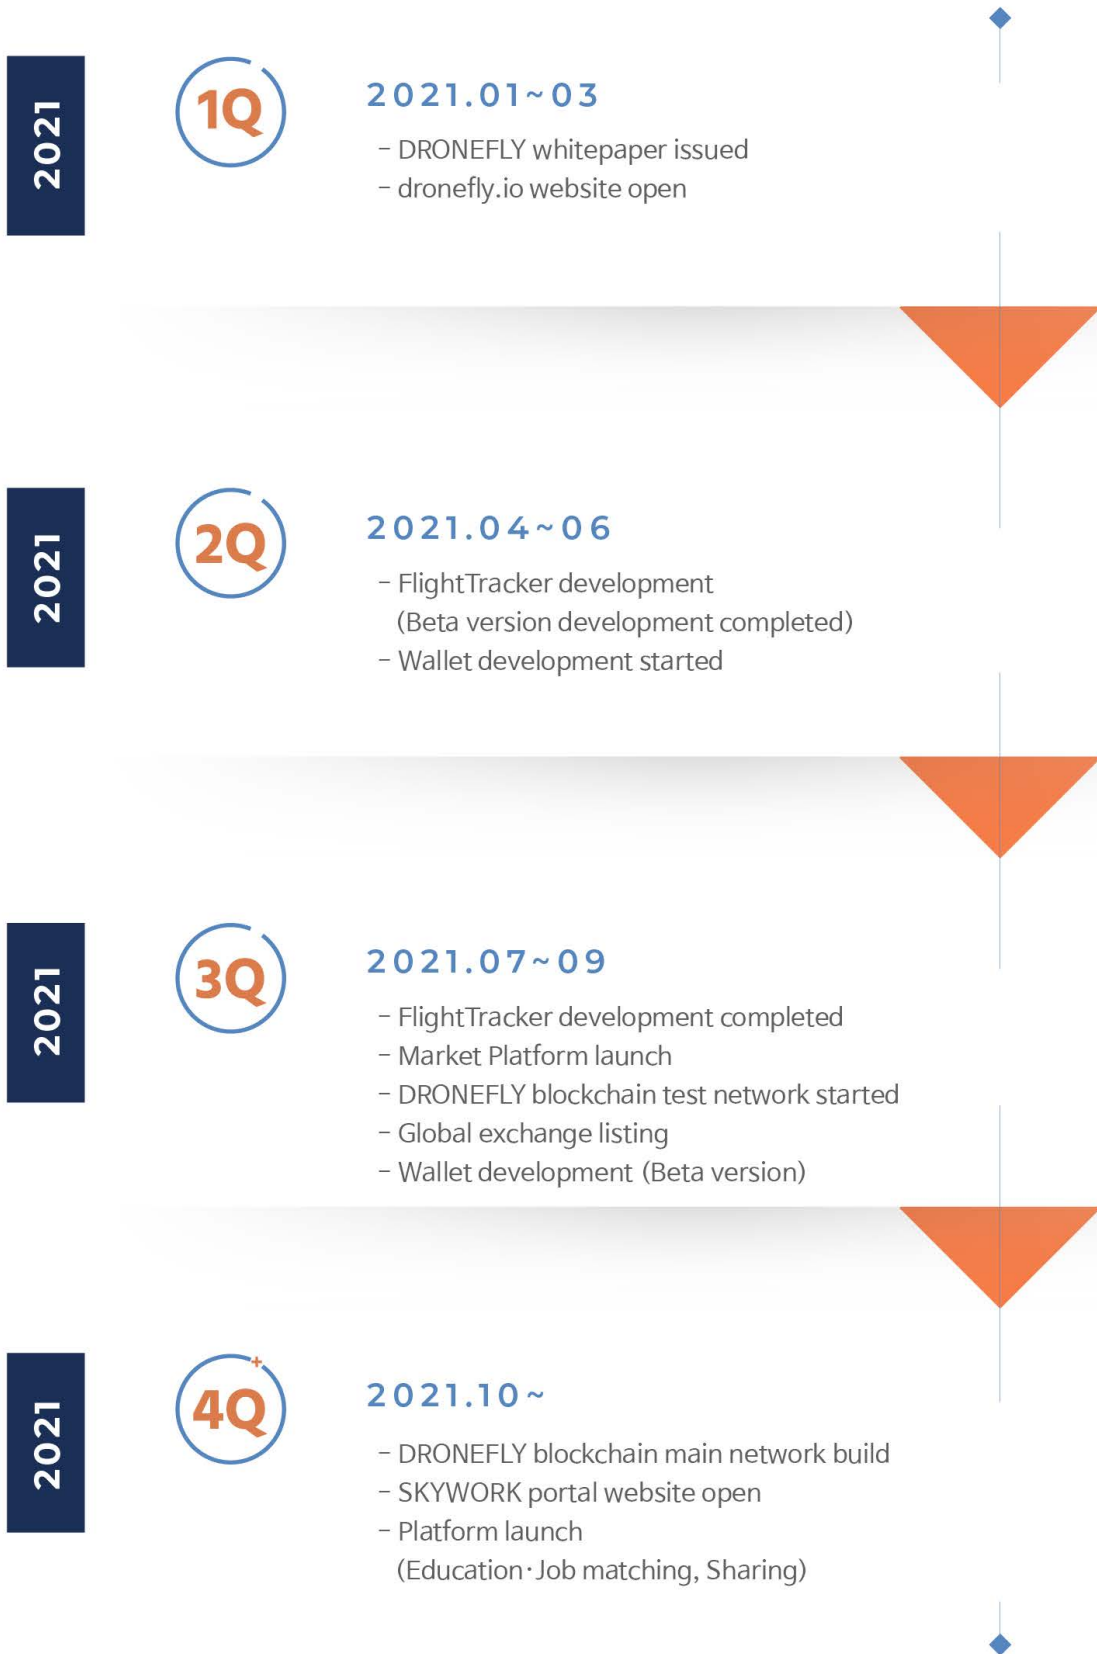 2021
1Q
2021.01~03
- DRONEFLY whitepaper issued
- dronefly.io website open
2021
2Q
2021.04~06
- FlightTracker development
(Beta version development completed)
- Wallet development started
2021
3Q
2021.07~09
- FlightTracker development completed
- Market Platform launch
- DRONEFLY blockchain test network started
- Global exchange listing
- Wallet development (Beta version)
2021
4Q+
2021.10~
- DRONEFLY blockchain main network build
- SKYWORK portal website open
- Platform launch
(Education·Job matching, Sharing)